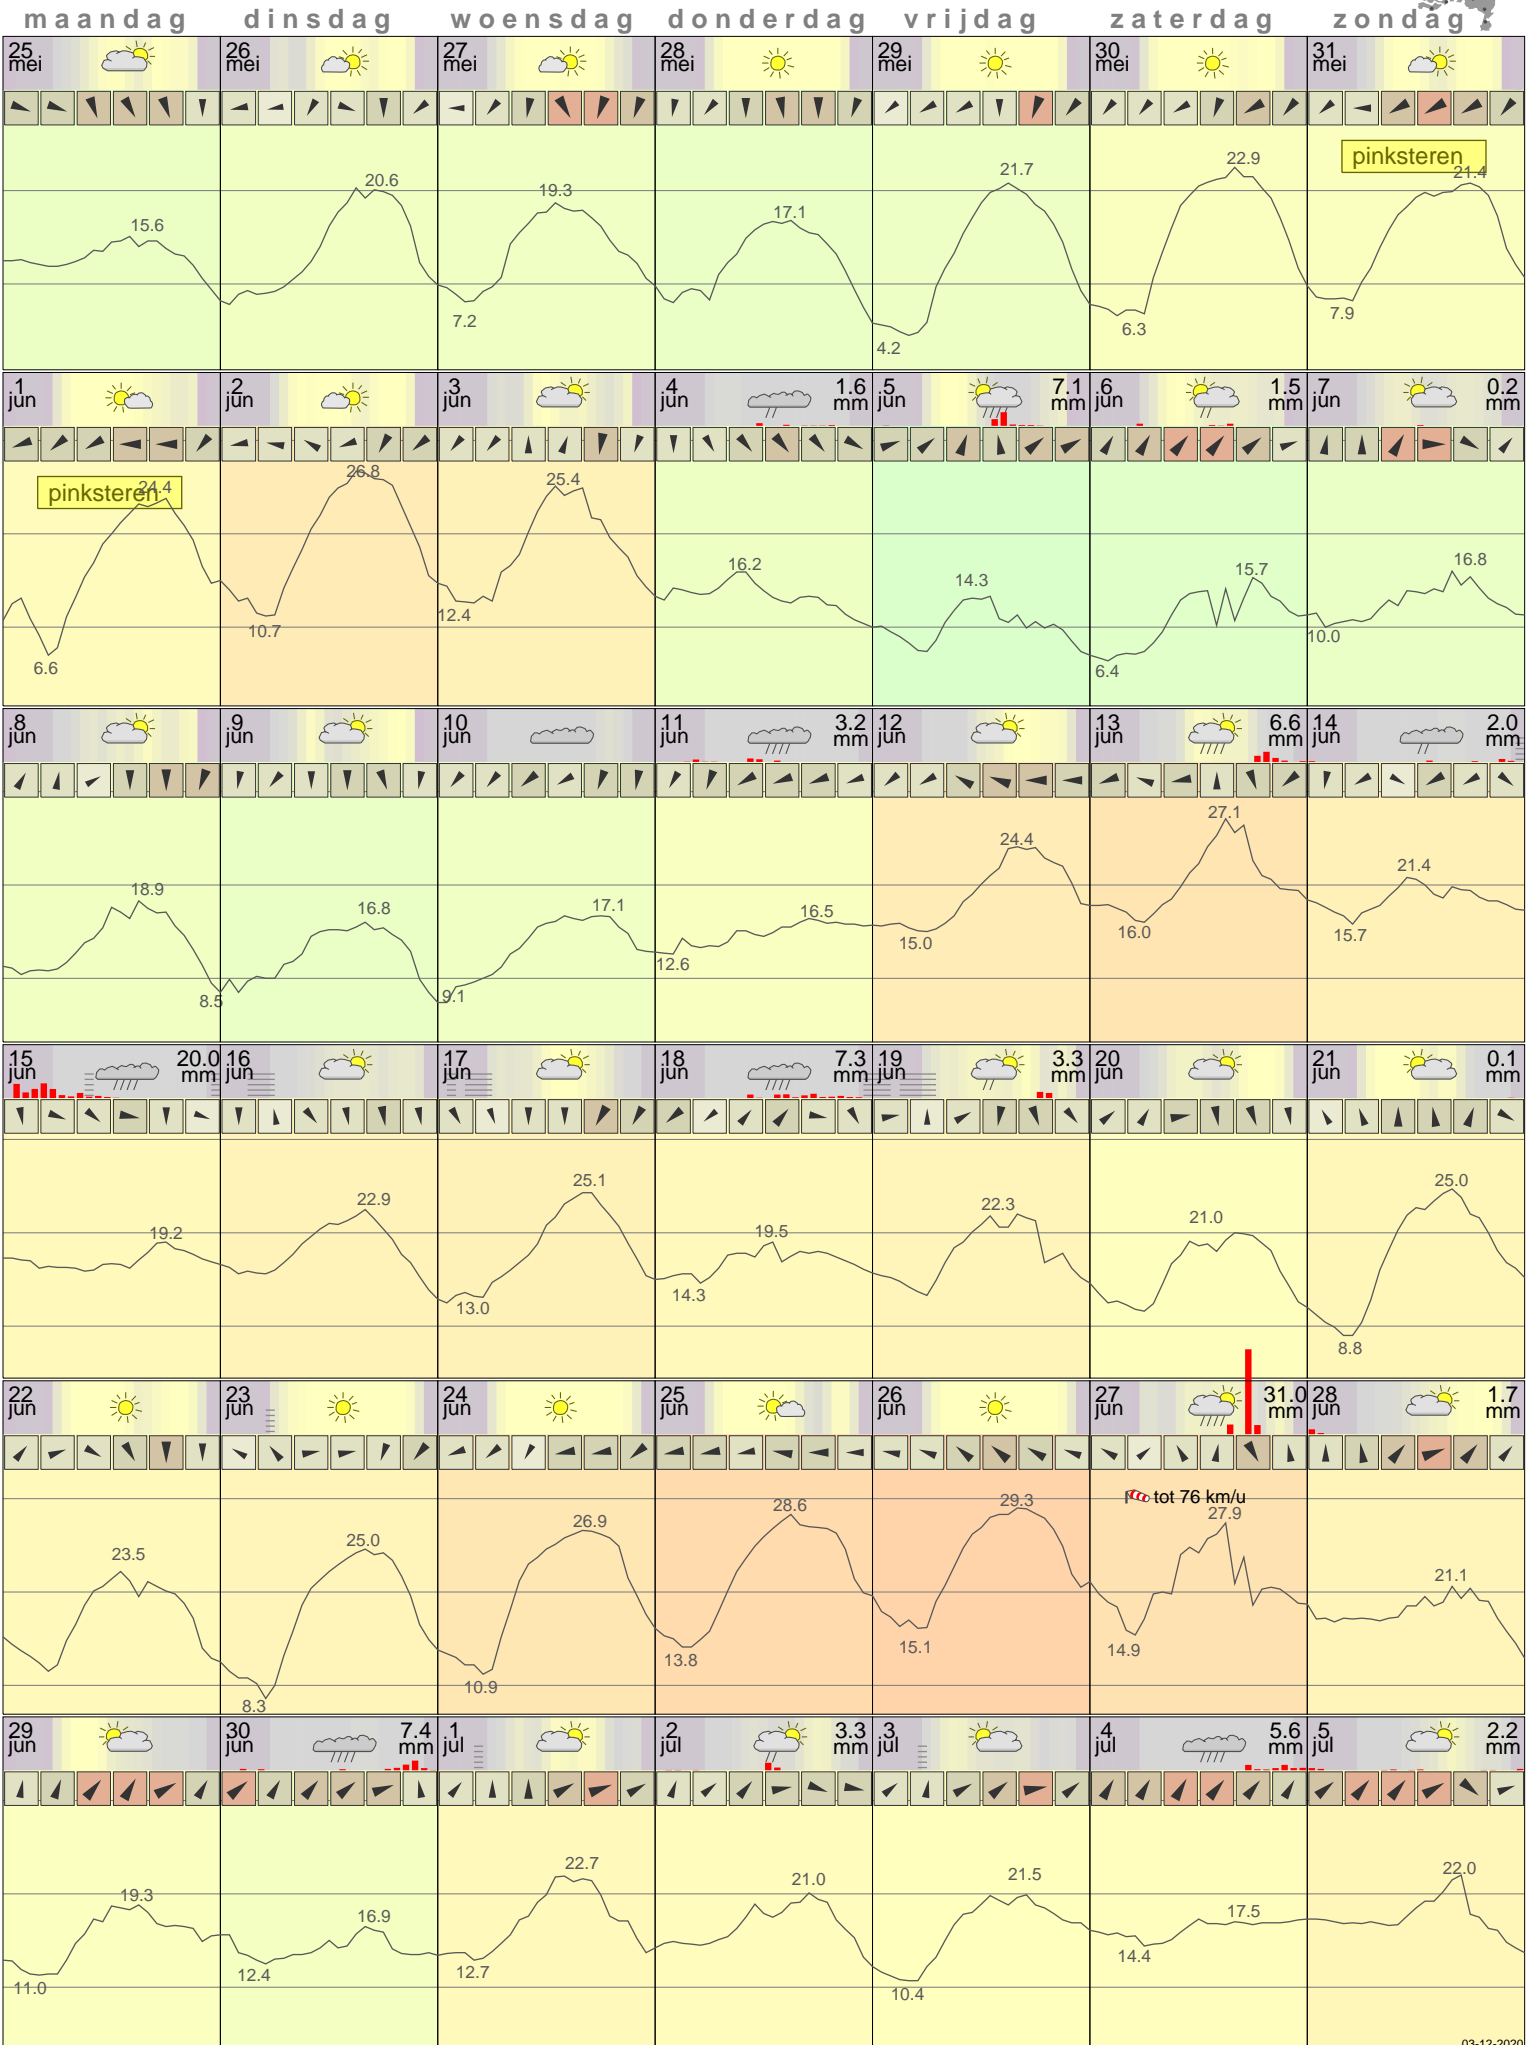 maandag dinsdag woensdag donderdag vrijdag zaterdag zondag
25 26 27 28 29 30 31
mei mei mei mei mei mei mei
pinksteren
15.6 20.6 19.3 17.1 21.7 22.9 21.4
7.2 4.2 6.3 7.9
1 2 3 4 1.6 5 7.1 6 1.5 7 0.2
jun jun jun jun mm jun mm jun mm jun mm
pinksteren
24.4 26.8 25.4 16.2 14.3 15.7 16.8
6.6 10.7 12.4 6.4 10.0
8 9 10 11 3.2 12 13 6.6 14 2.0
jun jun jun jun mm jun jun mm jun mm
18.9 16.8 17.1 16.5 24.4 27.1 21.4
8.5 9.1 12.6 15.0 16.0 15.7
15 20.0 16 17 18 7.3 19 3.3 20 21 0.1
jun mm jun jun jun mm jun mm jun jun mm
19.2 22.9 25.1 19.5 22.3 21.0 25.0
13.0 14.3 8.8
22 23 24 25 26 27 31.0 28 1.7
jun jun jun jun jun jun mm jun mm
tot 76 km/u
23.5 25.0 26.9 28.6 29.3 27.9 21.1
8.3 10.9 13.8 15.1 14.9
29 30 7.4 1 2 3.3 3 4 5.6 5 2.2
jun jun mm jul jul mm jul jul mm jul mm
19.3 16.9 22.7 21.0 21.5 17.5 22.0
11.0 12.4 12.7 10.4 14.4
03-12-2020